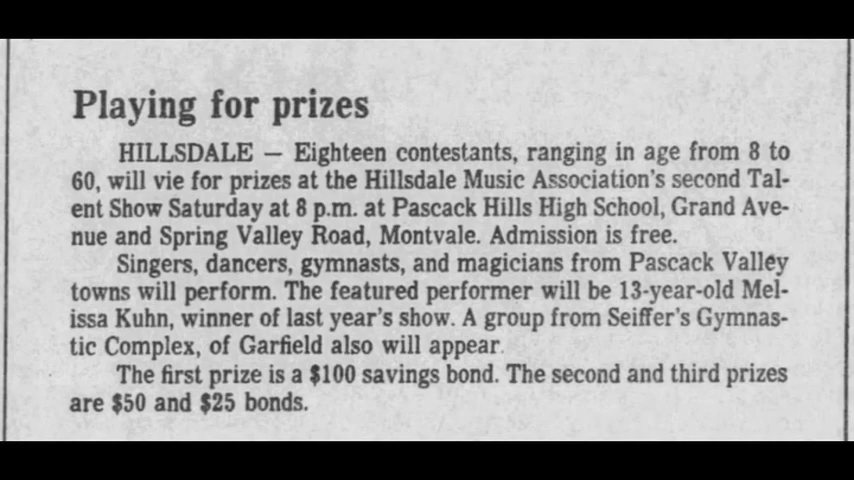 Playing for prizes
HILLSDALE — Eighteen contestants, ranging in age from 8 to
60, will vie for prizes at the Hillsdale Music Association's second Tal-
ent Show Saturday at 8 p.m. at Pascack Hills High School, Grand Ave-
nue and Spring Valley Road, Montvale. Admission is free.
Singers, dancers, gymnasts, and magicians from Pascack Valley
towns will perform. The featured performer will be 13-year-old Mel-
issa Kuhn, winner of last year's show. A group from Seiffer's Gymnas-
tic Complex, of Garfield also will appear.
The first prize is a $100 savings bond. The second and third prizes
are $50 and $25 bonds.